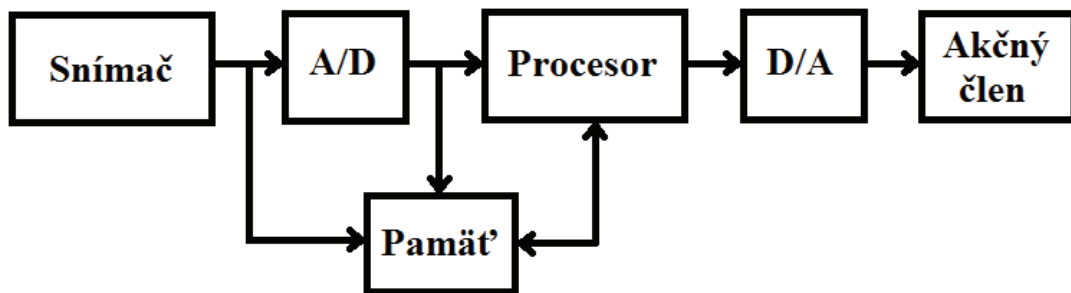 Snímač
A/D
Procesor
D/A
Akčný
člen
Pamäť